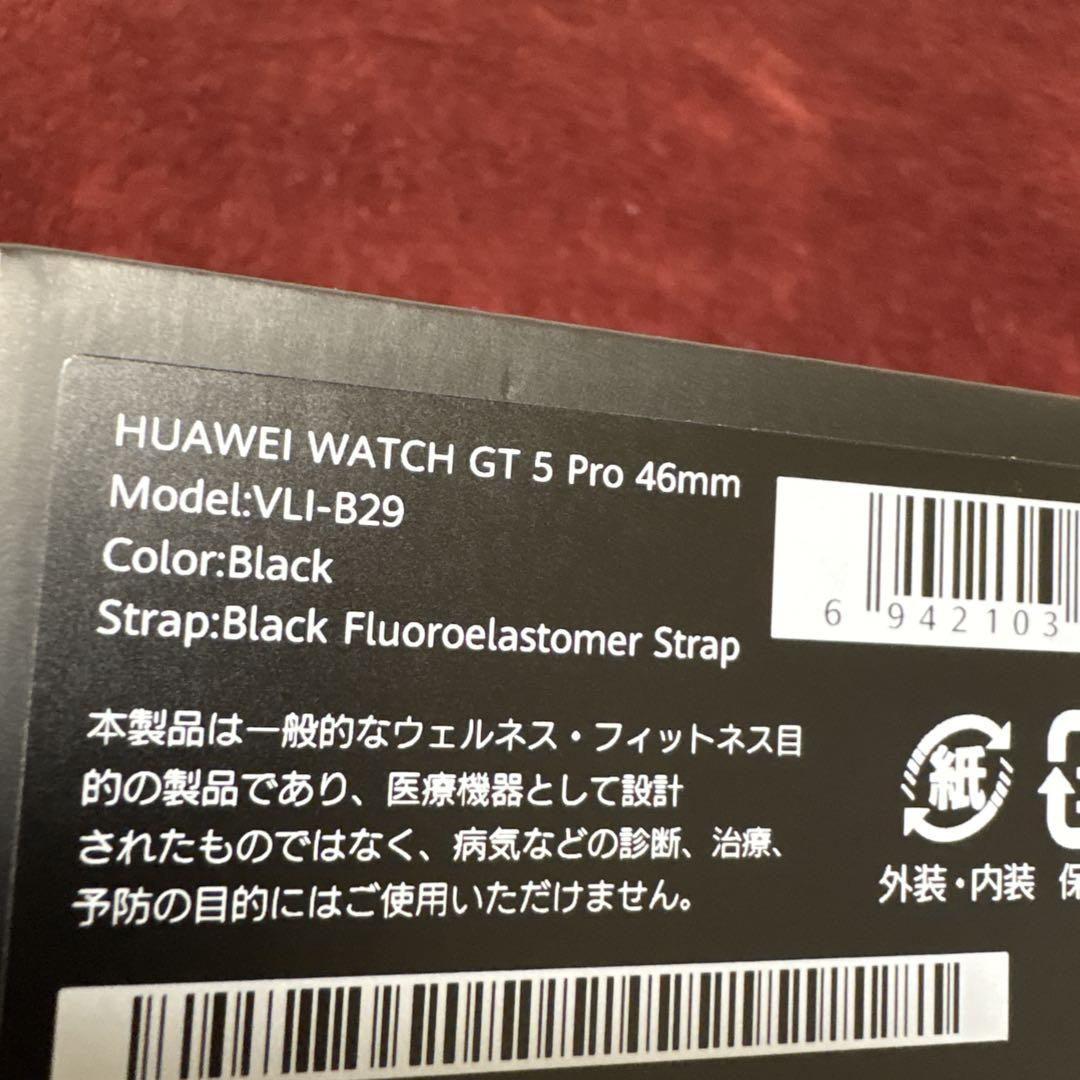 HUAWEI WATCH GT 5 Pro 46mm
Model:VLI-B29
Color:Black
Strap:Black Fluoroelastomer Strap
6 942103
本製品は一般的なウェルネス・フィットネス目
的の製品であり、医療機器として設計
されたものではなく、病気などの診断、治療、
予防の目的にはご使用いただけません。
紙
外装・内装 保